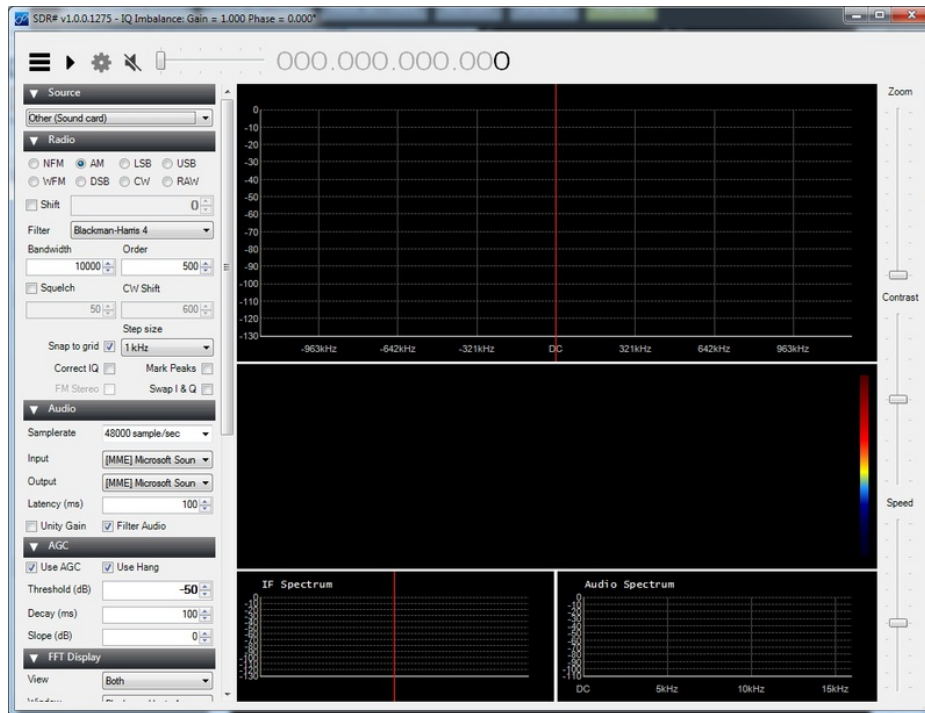 SDR# v1.0.0.1275 - IQ Imbalance: Gain = 1.000 Phase = 0.000°
000.000.000.000
Source
Other (Sound card)
Radio
NFM AM LSB USB
WFM DSB CW RAW
Shift 0
Filter Blackman-Harris 4
Bandwidth Order
10000 500
Squelch CW Shift
50 600
Step size
Snap to grid 1 kHz
Correct IQ Mark Peaks
FM Stereo Swap I & Q
Audio
Samplerate 48000 sample/sec
Input [MME] Microsoft Soun
Output [MME] Microsoft Soun
Latency (ms) 100
Unity Gain Filter Audio
AGC
Use AGC Use Hang
Threshold (dB) -50
Decay (ms) 100
Slope (dB) 0
FFT Display
View Both
0
-10
-20
-30
-40
-50
-60
-70
-80
-90
-100
-110
-120
-130
-963kHz -642kHz -321kHz DC 321kHz 642kHz 963kHz
IF Spectrum
0
-130
Audio Spectrum
0
-110
DC 5kHz 10kHz 15kHz
Zoom
Contrast
Speed